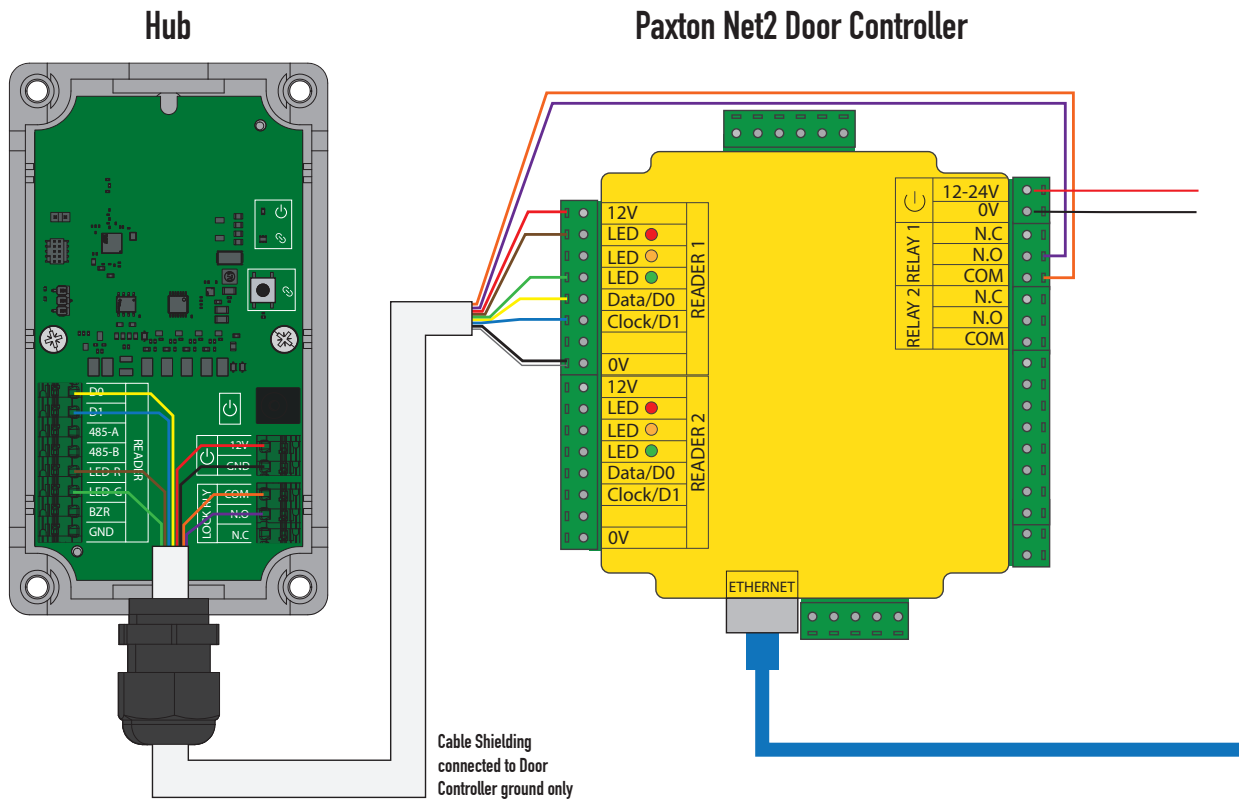 Hub
Paxton Net2 Door Controller
D0
D1
485-A
485-B
LED R
LED G
BZR
GND
READER
12V
GND
COM
N.O
N.C
LOCK RLY
Cable Shielding
connected to Door
Controller ground only
12V
LED
LED
LED
Data/D0
Clock/D1
0V
READER 1
12V
LED
LED
LED
Data/D0
Clock/D1
0V
READER 2
12-24V
0V
N.C
N.O
COM
RELAY 1
N.C
N.O
COM
RELAY 2
ETHERNET